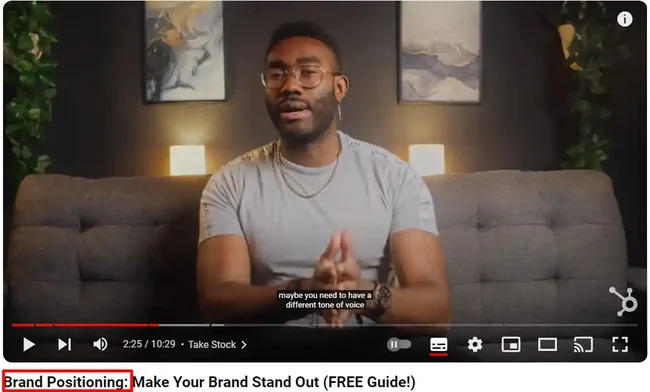 maybe you need to have a
different tone of voice
2:25 / 10:29 • Take Stock
Brand Positioning: Make Your Brand Stand Out (FREE Guide!)